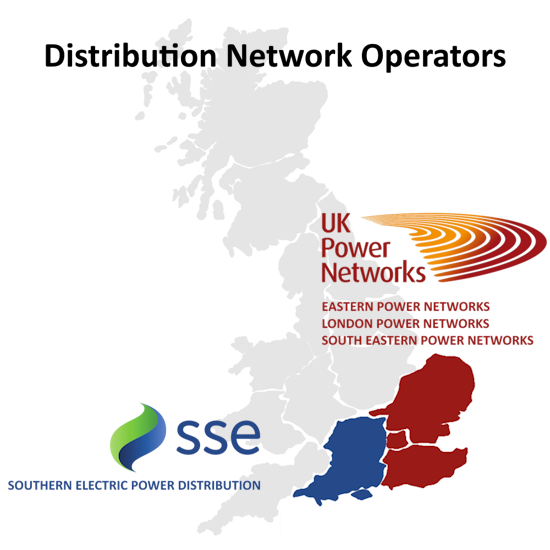 Distribution Network Operators
UK
Power
Networks
EASTERN POWER NETWORKS
LONDON POWER NETWORKS
SOUTH EASTERN POWER NETWORKS
sse
SOUTHERN ELECTRIC POWER DISTRIBUTION